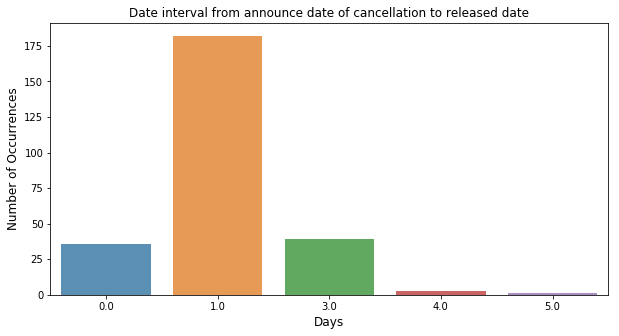 Date interval from announce date of cancellation to released date
Number of Occurrences
175
150
125
100
75
50
25
0
0.0 1.0 3.0 4.0 5.0
Days